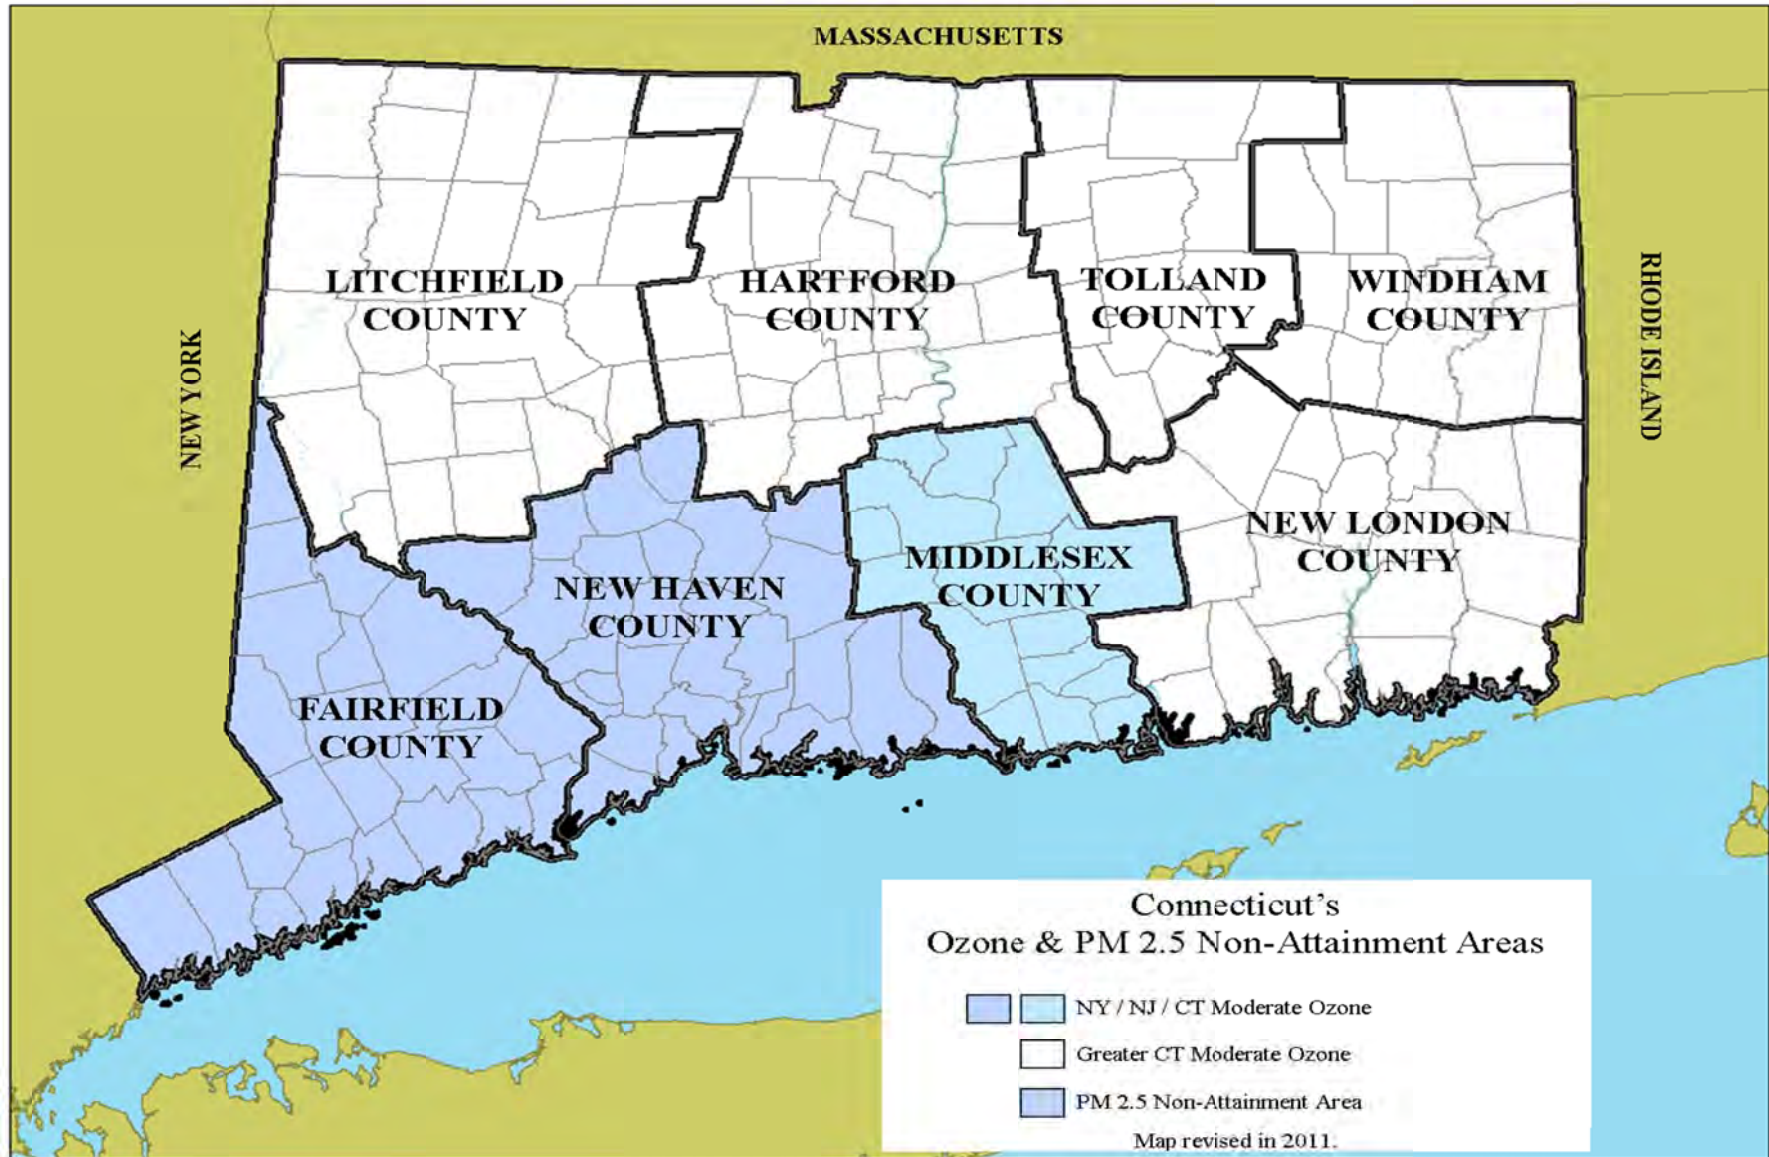 MASSACHUSETTS
LITCHFIELD
COUNTY
HARTFORD
COUNTY
TOLLAND
COUNTY
WINDHAM
COUNTY
NEW YORK
RHODE ISLAND
NEW LONDON
COUNTY
MIDDLESEX
COUNTY
NEW HAVEN
COUNTY
FAIRFIELD
COUNTY
Connecticut's
Ozone & PM 2.5 Non-Attainment Areas
NY / NJ / CT Moderate Ozone
Greater CT Moderate Ozone
PM 2.5 Non-Attainment Area
Map revised in 2011.